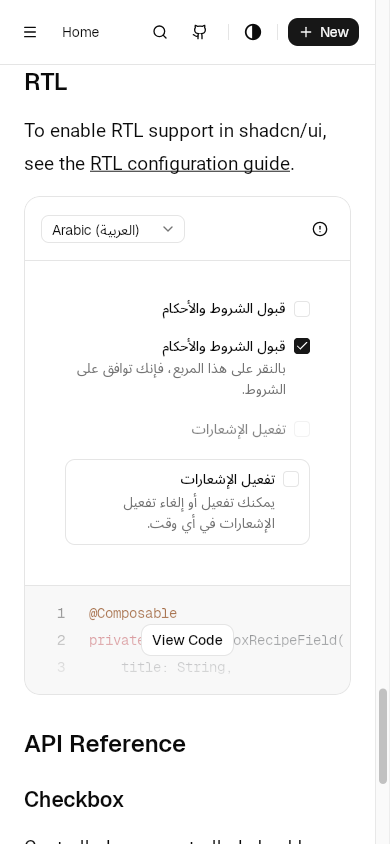 Home
New
RTL
To enable RTL support in shadcn/ui,
see the RTL configuration guide.
Arabic (العربية)
قبول الشروط والأحكام
قبول الشروط والأحكام
بالنقر على هذا المربع، فإنك توافق على
الشروط.
تفعيل الإشعارات
تفعيل الإشعارات
يمكنك تفعيل أو إلغاء تفعيل
الإشعارات في أي وقت.
1 @Composable
2 private oxRecipeField(
View Code
3 title: String,
API Reference
Checkbox